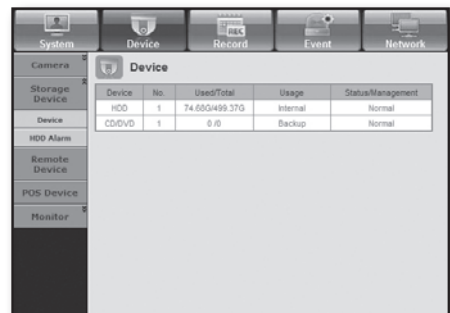 System Device Record Event Network
REC
Camera
Storage Device
Device
HDD Alarm
Remote Device
POS Device
Monitor
Device
Device No. Used/Total Usage Status/Management
HDD 1 74.68G/499.37G Internal Normal
CD/DVD 1 0 /0 Backup Normal